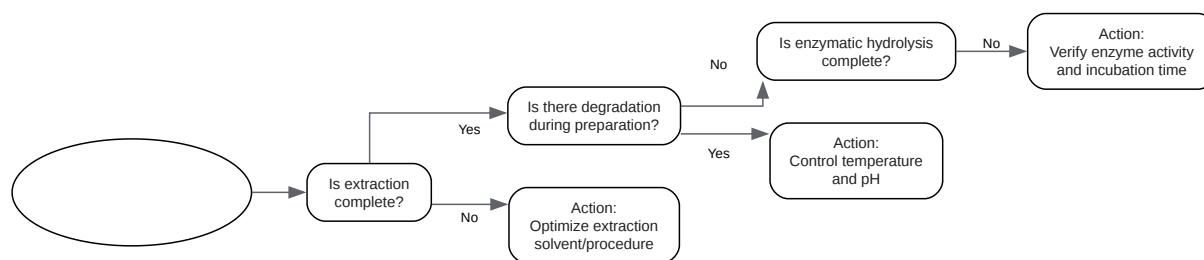 Is extraction
complete?
Yes
No
Is there degradation
during preparation?
Action:
Optimize extraction
solvent/procedure
No
Yes
Is enzymatic hydrolysis
complete?
Action:
Control temperature
and pH
No
Action:
Verify enzyme activity
and incubation time